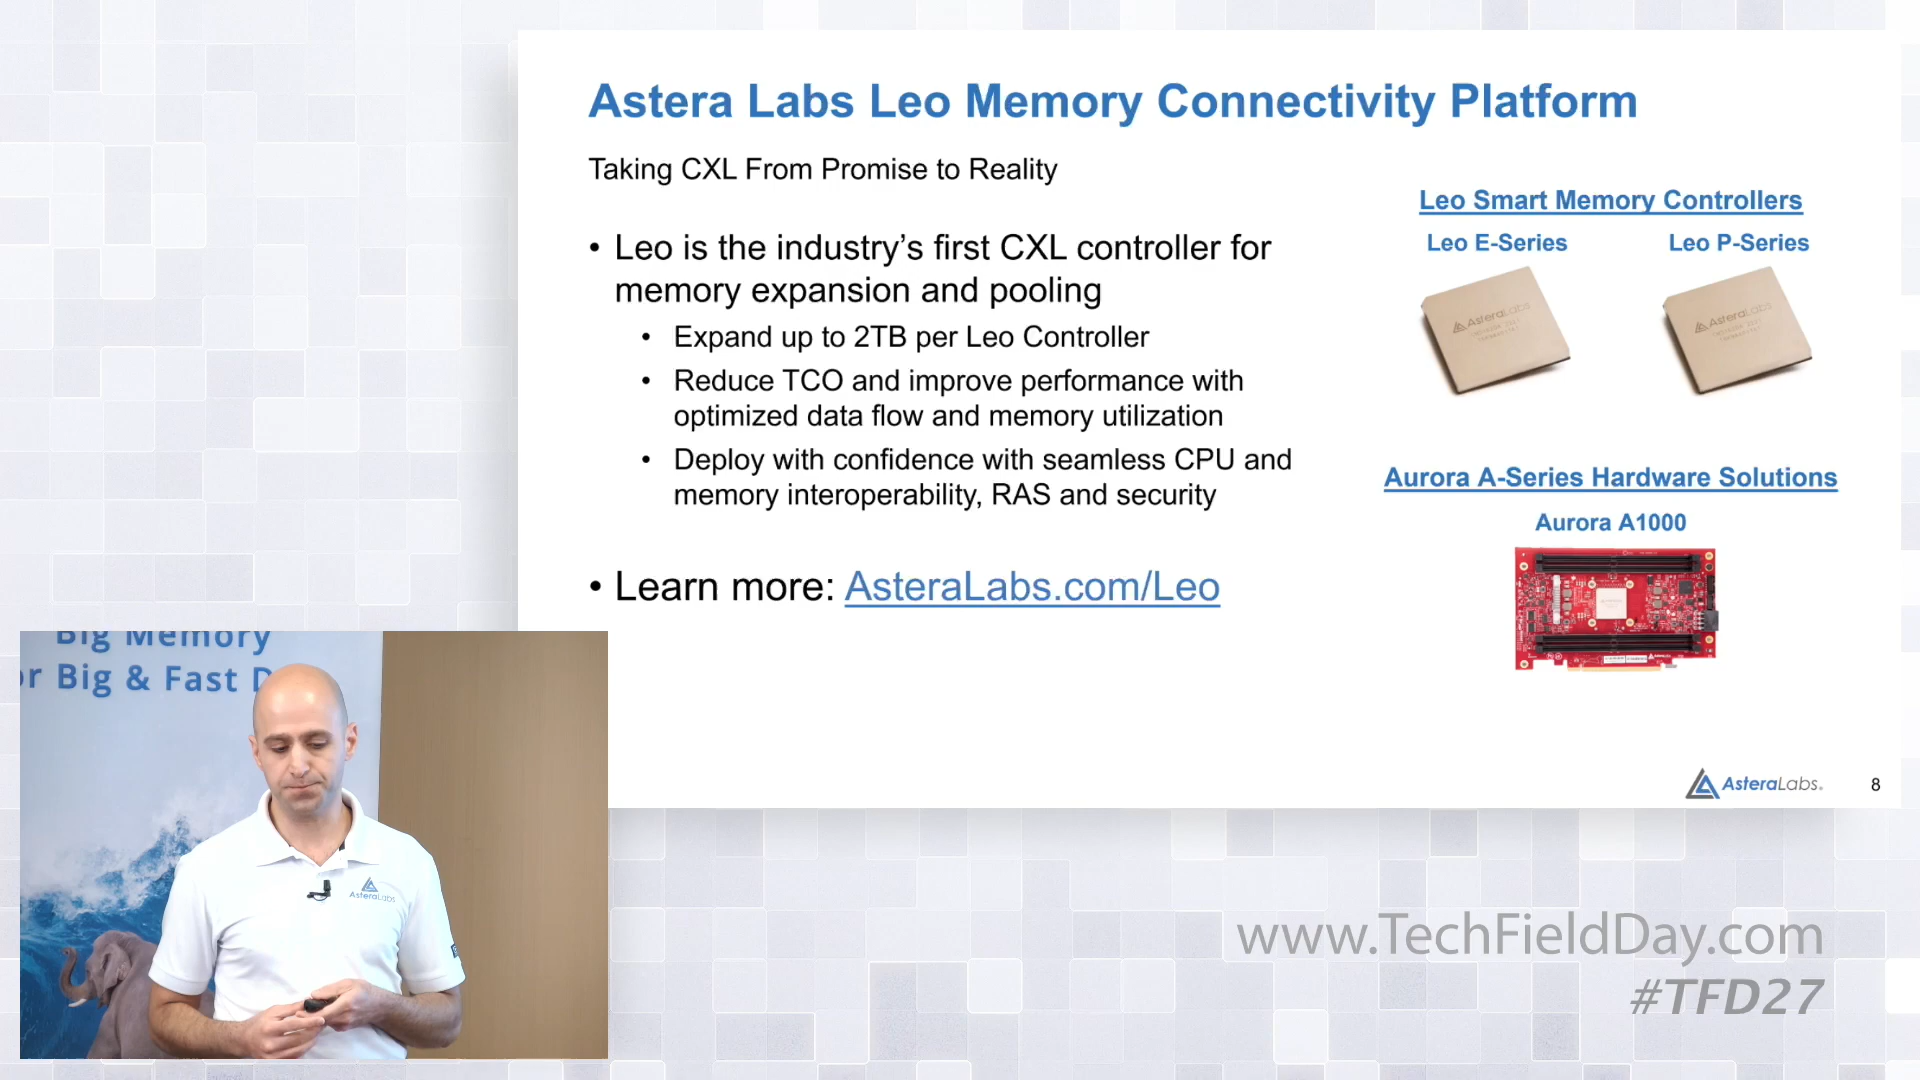 Astera Labs Leo Memory Connectivity Platform
Taking CXL From Promise to Reality
• Leo is the industry’s first CXL controller for
memory expansion and pooling
• Expand up to 2TB per Leo Controller
• Reduce TCO and improve performance with
optimized data flow and memory utilization
• Deploy with confidence with seamless CPU and
memory interoperability, RAS and security
• Learn more: AsteraLabs.com/Leo
Leo Smart Memory Controllers
Leo E-Series
Leo P-Series
AsteraLabs
AsteraLabs
Aurora A-Series Hardware Solutions
Aurora A1000
AsteraLabs
8
Big Memory
r Big & Fast D
AsteraLabs
www.TechFieldDay.com
#TFD27